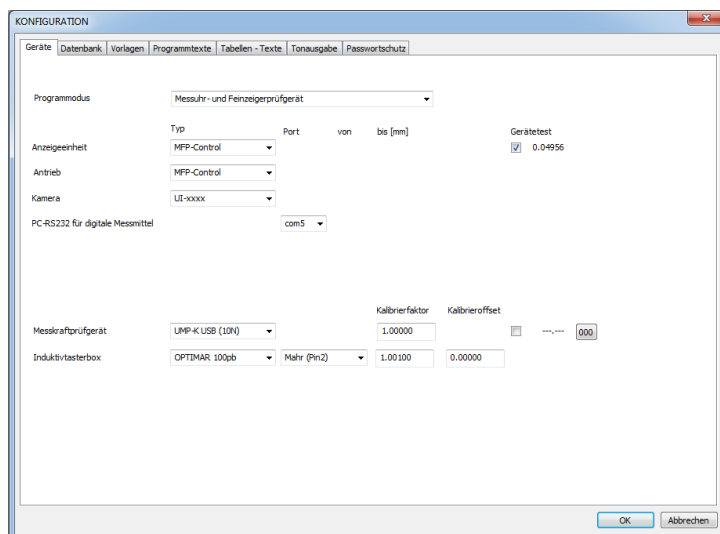 KONFIGURATION
Geräte Datenbank Vorlagen Programmtexte Tabellen - Texte Tonausgabe Passwortschutz
Programmodus Messuhr- und Feinzeigerprüfgerät
Typ Port von bis [mm] Gerätetest
Anzeigeeinheit MFP-Control 0.04956
Antrieb MFP-Control
Kamera UI-xxxx
PC-RS232 für digitale Messmittel com5
Kalibrierfaktor Kalibrieroffset
Messkraftprüfgerät UMP-K USB (10N) 1.00000 ---.--- 000
Induktivtasterbox OPTIMAR 100pb Mahr (Pin2) 1.00100 0.00000
OK Abbrechen